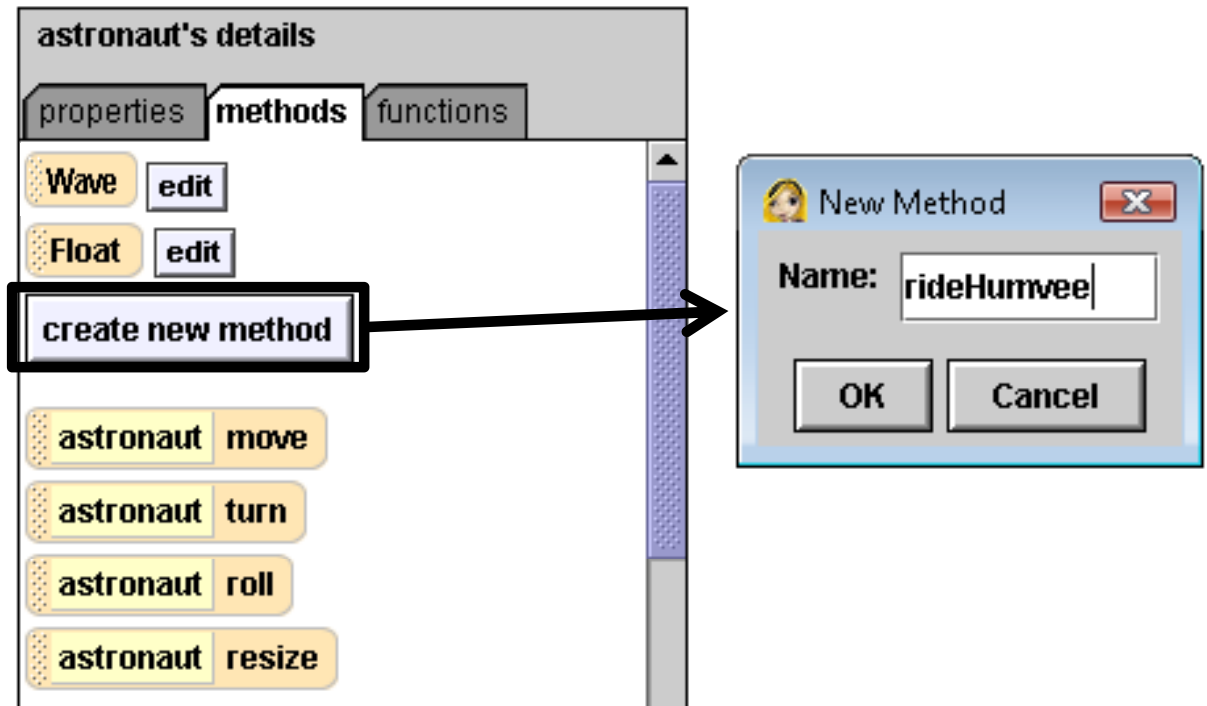 astronaut's details
properties methods functions
Wave edit
Float edit
create new method
astronaut move
astronaut turn
astronaut roll
astronaut resize
New Method
Name: rideHumvee
OK Cancel